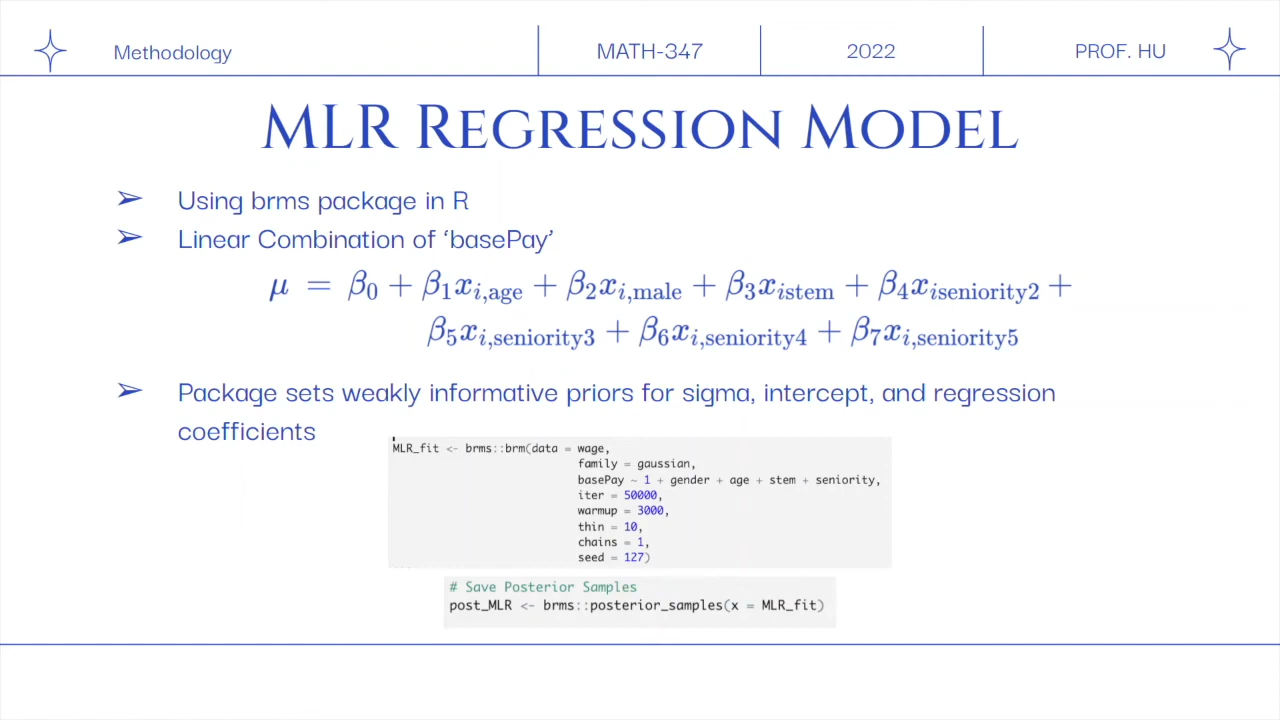 Methodology
MATH-347
2022
PROF. HU
MLR REGRESSION MODEL
➢ Using brms package in R
➢ Linear Combination of ‘basePay’
μ = β0 + β1xi,age + β2xi,male + β3xistem + β4xiseniority2 +
β5xi,seniority3 + β6xi,seniority4 + β7xi,seniority5
➢ Package sets weakly informative priors for sigma, intercept, and regression
coefficients
MLR_fit <- brms::brm(data = wage,
family = gaussian,
basePay ~ 1 + gender + age + stem + seniority,
iter = 50000,
warmup = 3000,
thin = 10,
chains = 1,
seed = 127)
# Save Posterior Samples
post_MLR <- brms::posterior_samples(x = MLR_fit)